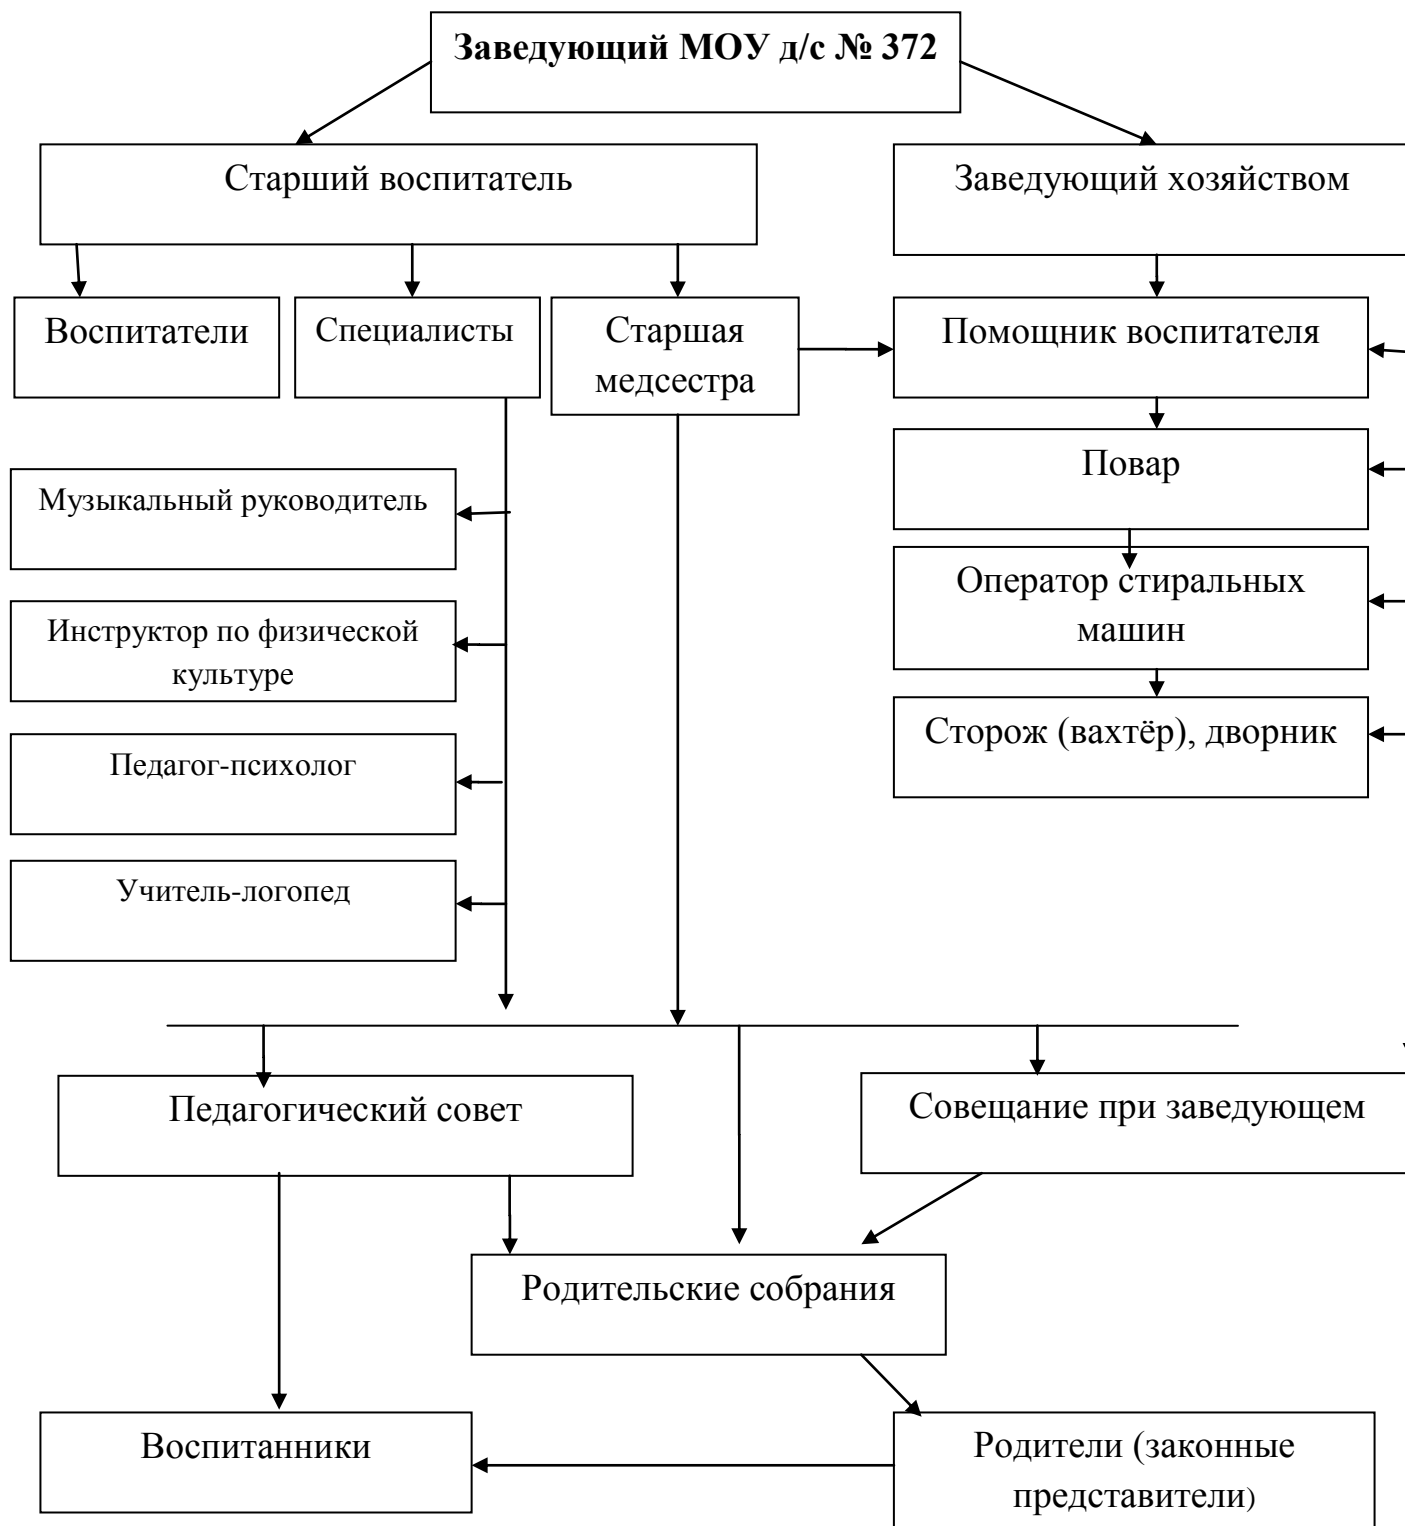 Заведующий МОУ д/с № 372
Старший воспитатель
Заведующий хозяйством
Воспитатели
Специалисты
Старшая
медсестра
Помощник воспитателя
Повар
Музыкальный руководитель
Оператор стиральных
машин
Инструктор по физической
культуре
Сторож (вахтёр), дворник
Педагог-психолог
Учитель-логопед
Педагогический совет
Совещание при заведующем
Родительские собрания
Воспитанники
Родители (законные
представители)